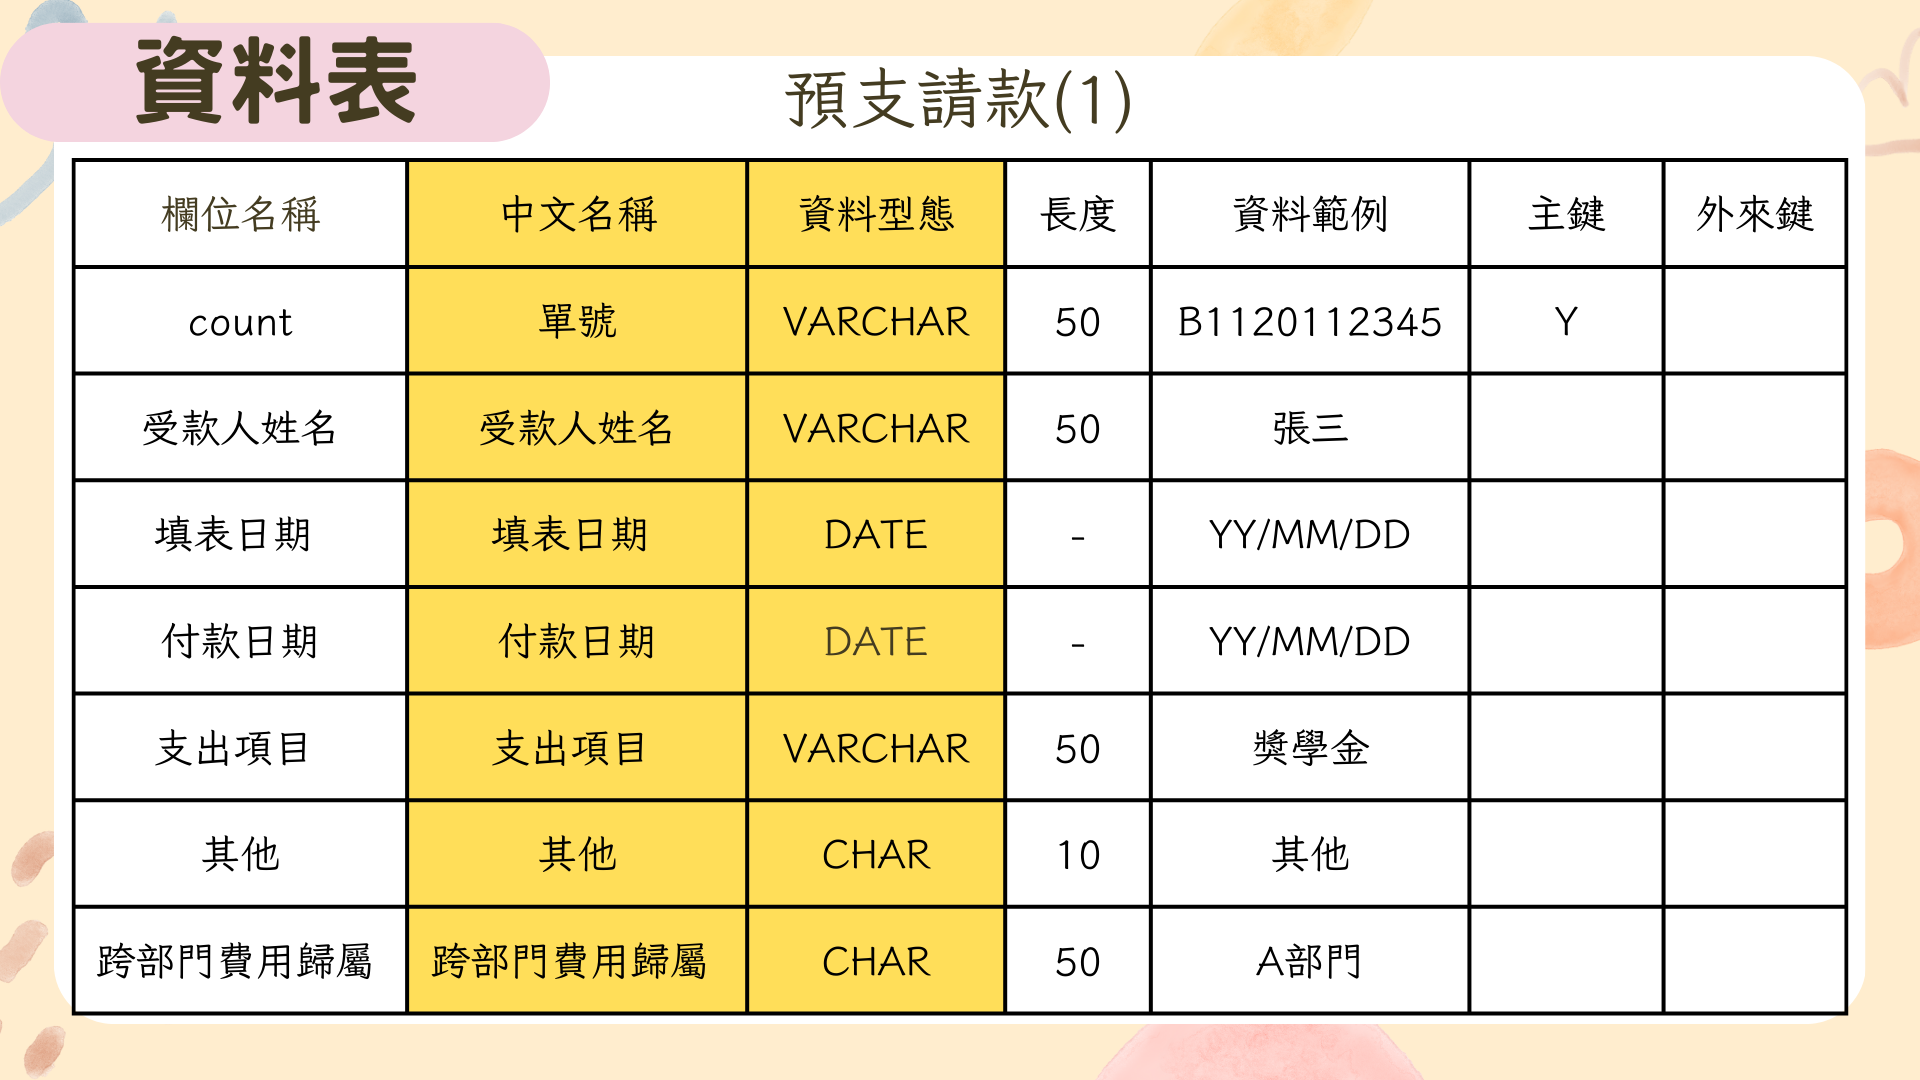 資料表
預支請款(1)
欄位名稱 中文名稱 資料型態 長度 資料範例 主鍵 外來鍵
count 單號 VARCHAR 50 B1120112345 Y
受款人姓名 受款人姓名 VARCHAR 50 張三
填表日期 填表日期 DATE - YY/MM/DD
付款日期 付款日期 DATE - YY/MM/DD
支出項目 支出項目 VARCHAR 50 獎學金
其他 其他 CHAR 10 其他
跨部門費用歸屬 跨部門費用歸屬 CHAR 50 A部門